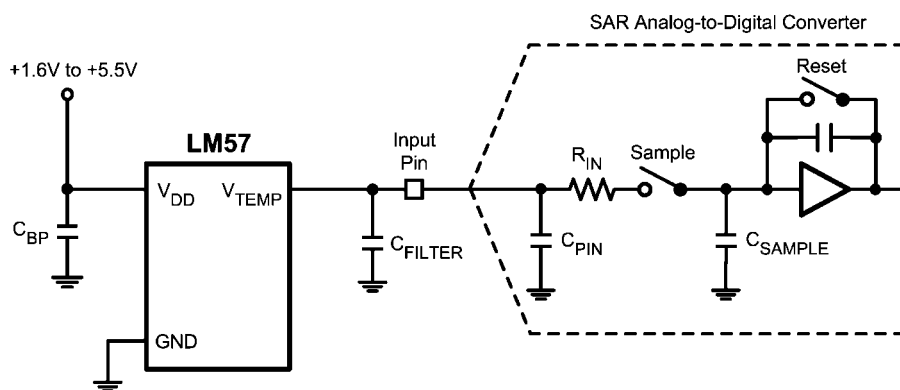 SAR Analog-to-Digital Converter
+1.6V to +5.5V
Reset
LM57
Input
Pin
R_IN
Sample
V_DD
V_TEMP
C_BP
C_FILTER
C_PIN
C_SAMPLE
GND